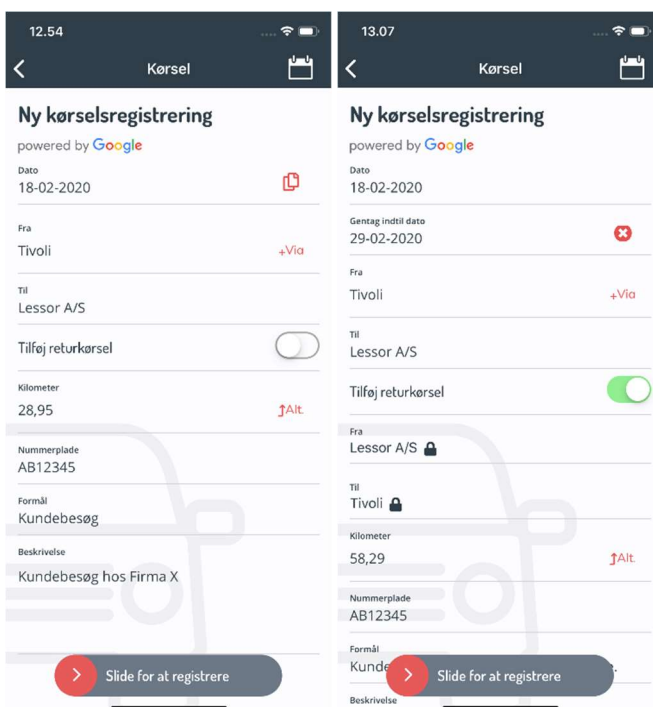 12.54
Kørsel
Ny kørselsregistrering
powered by Google
Dato
18-02-2020
Fra
Tivoli
+Via
Til
Lessor A/S
Tilføj returkørsel
Kilometer
28,95
Alt.
Nummerplade
AB12345
Formål
Kundebesøg
Beskrivelse
Kundebesøg hos Firma X
Slide for at registrere
13.07
Kørsel
Ny kørselsregistrering
powered by Google
Dato
18-02-2020
Gentag indtil dato
29-02-2020
Fra
Tivoli
+Via
Til
Lessor A/S
Tilføj returkørsel
Fra
Lessor A/S
Til
Tivoli
Kilometer
58,29
Alt.
Nummerplade
AB12345
Formål
Slide for at registrere
Beskrivelse